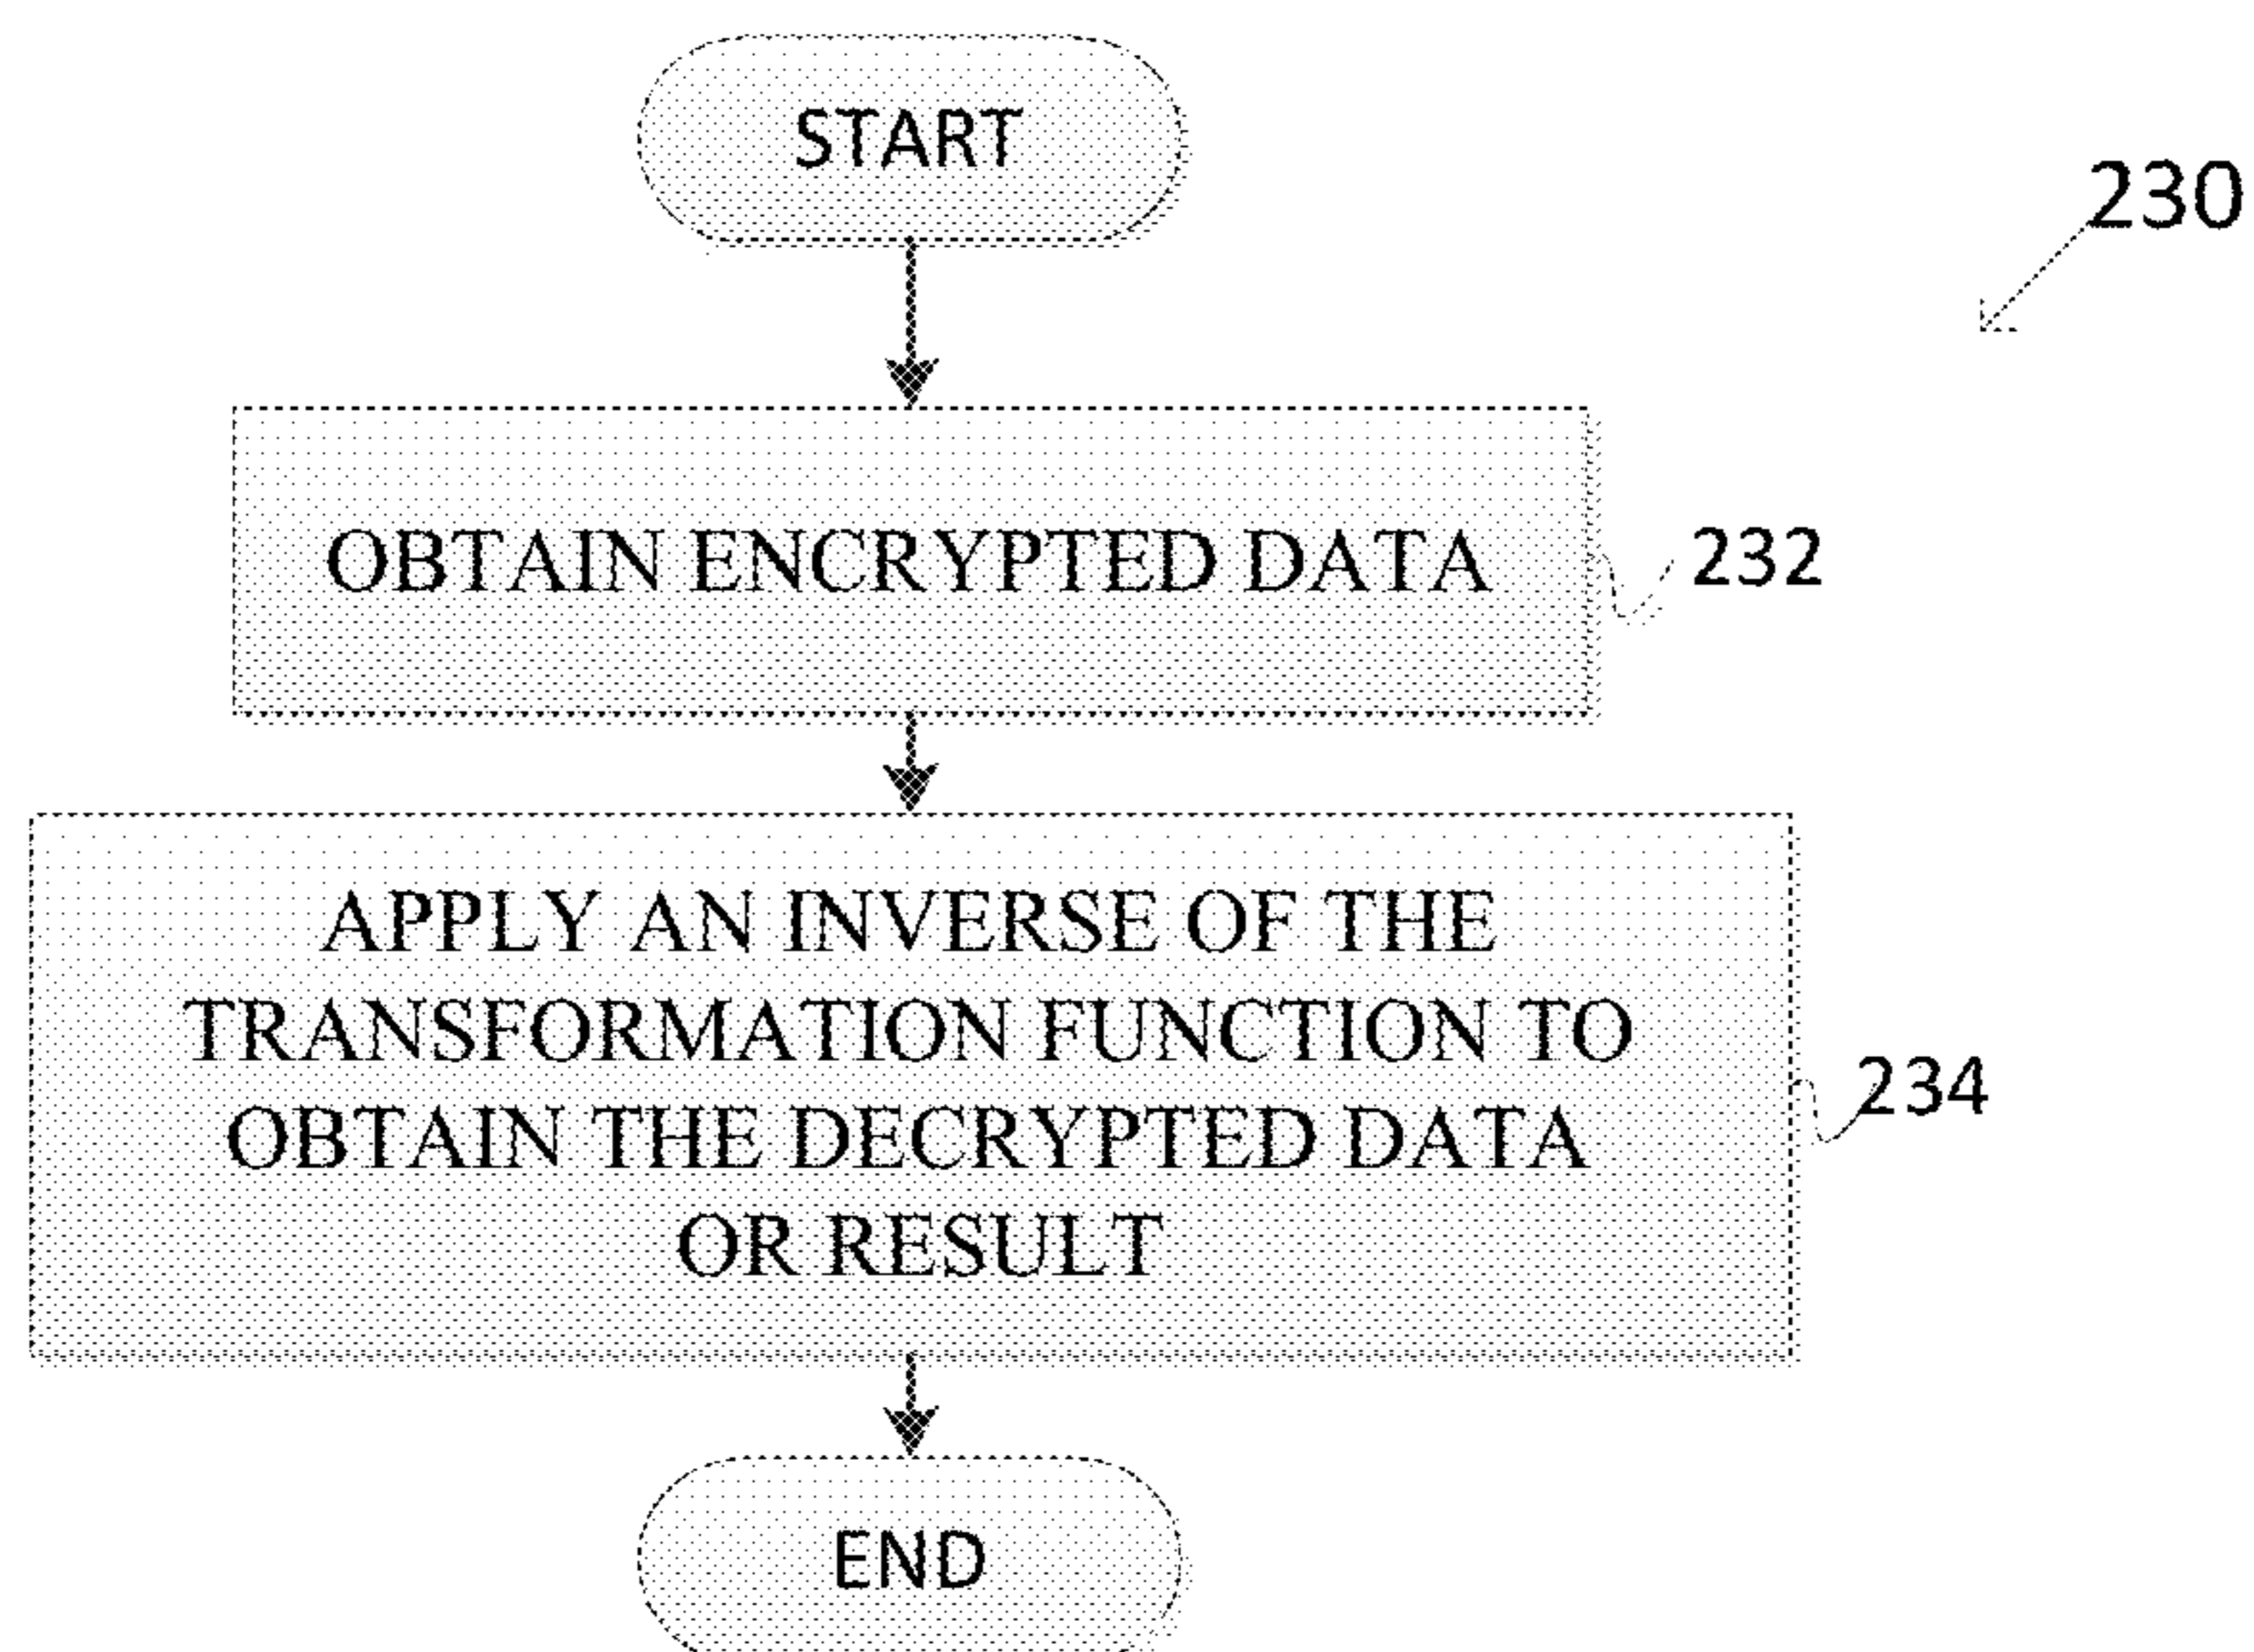 START
230
OBTAIN ENCRYPTED DATA
232
APPLY AN INVERSE OF THE
TRANSFORMATION FUNCTION TO
OBTAIN THE DECRYPTED DATA
OR RESULT
234
END